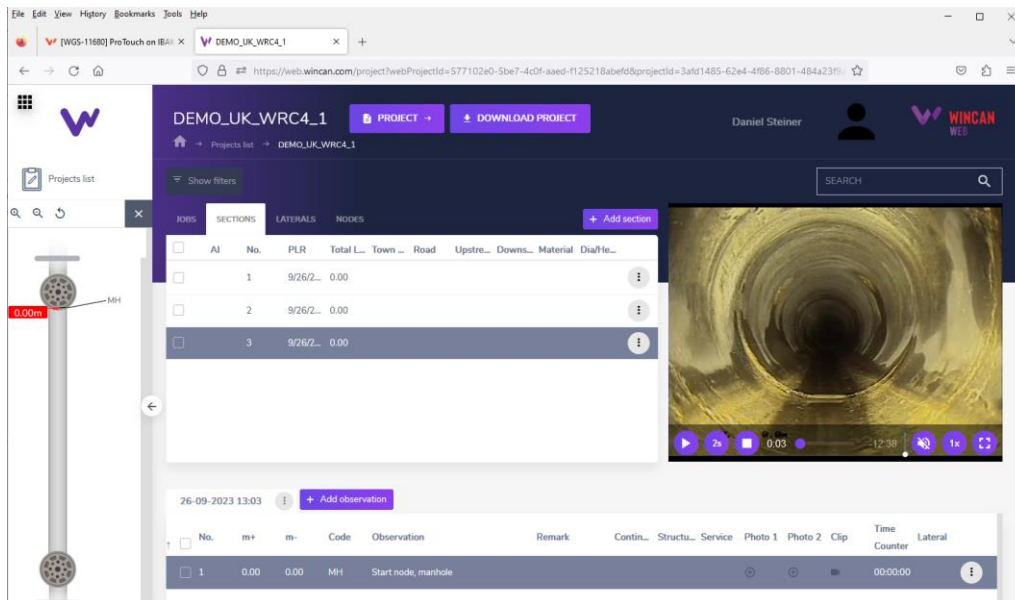 File Edit View History Bookmarks Tools Help
[WGS-11680] ProTouch on IBAK
DEMO_UK_WRC4_1
https://web.wincan.com/project?webProjectId=577102e0-5be7-4c0f-aaed-f125218abefd&projectId=3afd1485-62e4-4f86-8801-484a23f9
DEMO_UK_WRC4_1 PROJECT → DOWNLOAD PROJECT Daniel Steiner WINCAN WEB
→ Projects list → DEMO_UK_WRC4_1
Projects list
Show filters SEARCH
JOBS SECTIONS LATERALS NODES + Add section
AI No. PLR Total L... Town ... Road Upstre... Downs... Material Dia/He...
1 9/26/2... 0.00
2 9/26/2... 0.00
3 9/26/2... 0.00
MH
0.00m
2s 0:03 -12:38 1x
26-09-2023 13:03 + Add observation
No. m+ m- Code Observation Remark Contin... Structu... Service Photo 1 Photo 2 Clip Time Counter Lateral
1 0.00 0.00 MH Start node, manhole 00:00:00